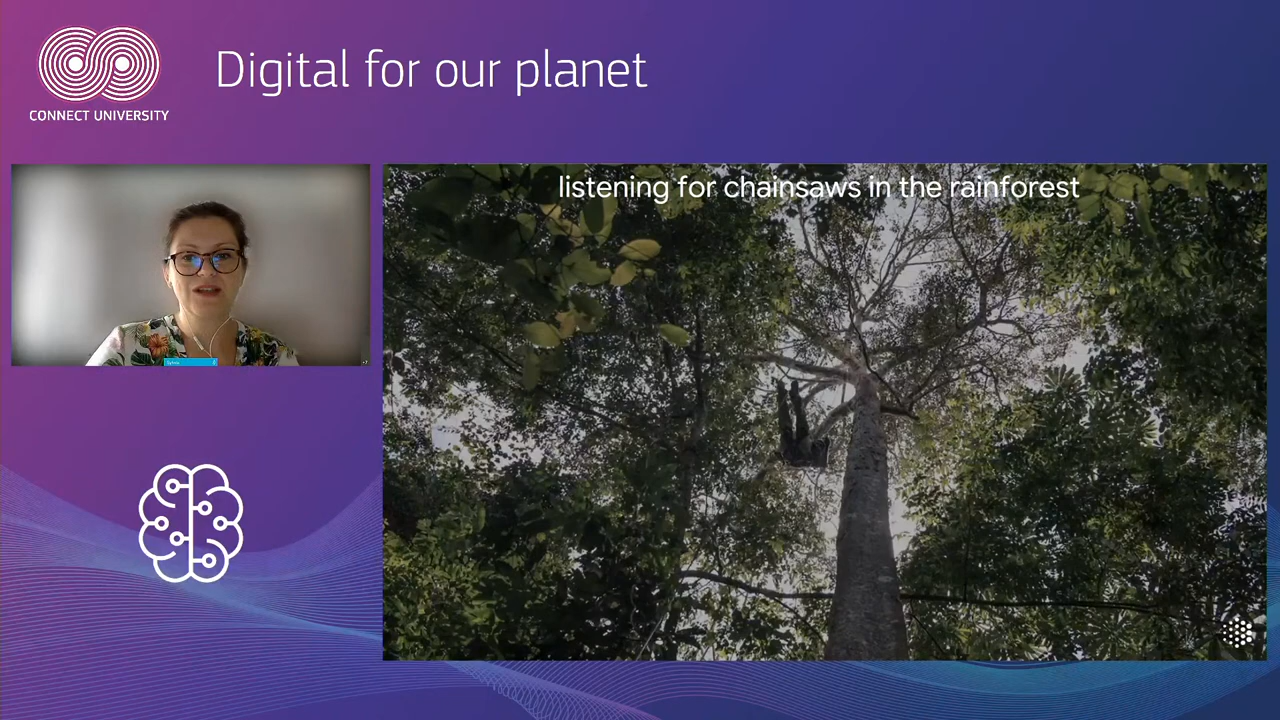 CONNECT UNIVERSITY
Digital for our planet
listening for chainsaws in the rainforest